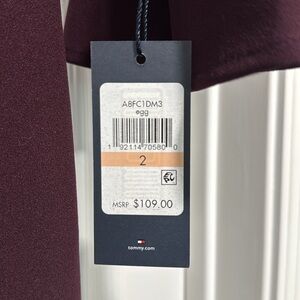 A8FC1DM3
egg
1 92114 70580 0
2
MSRP $109.00
tommy.com